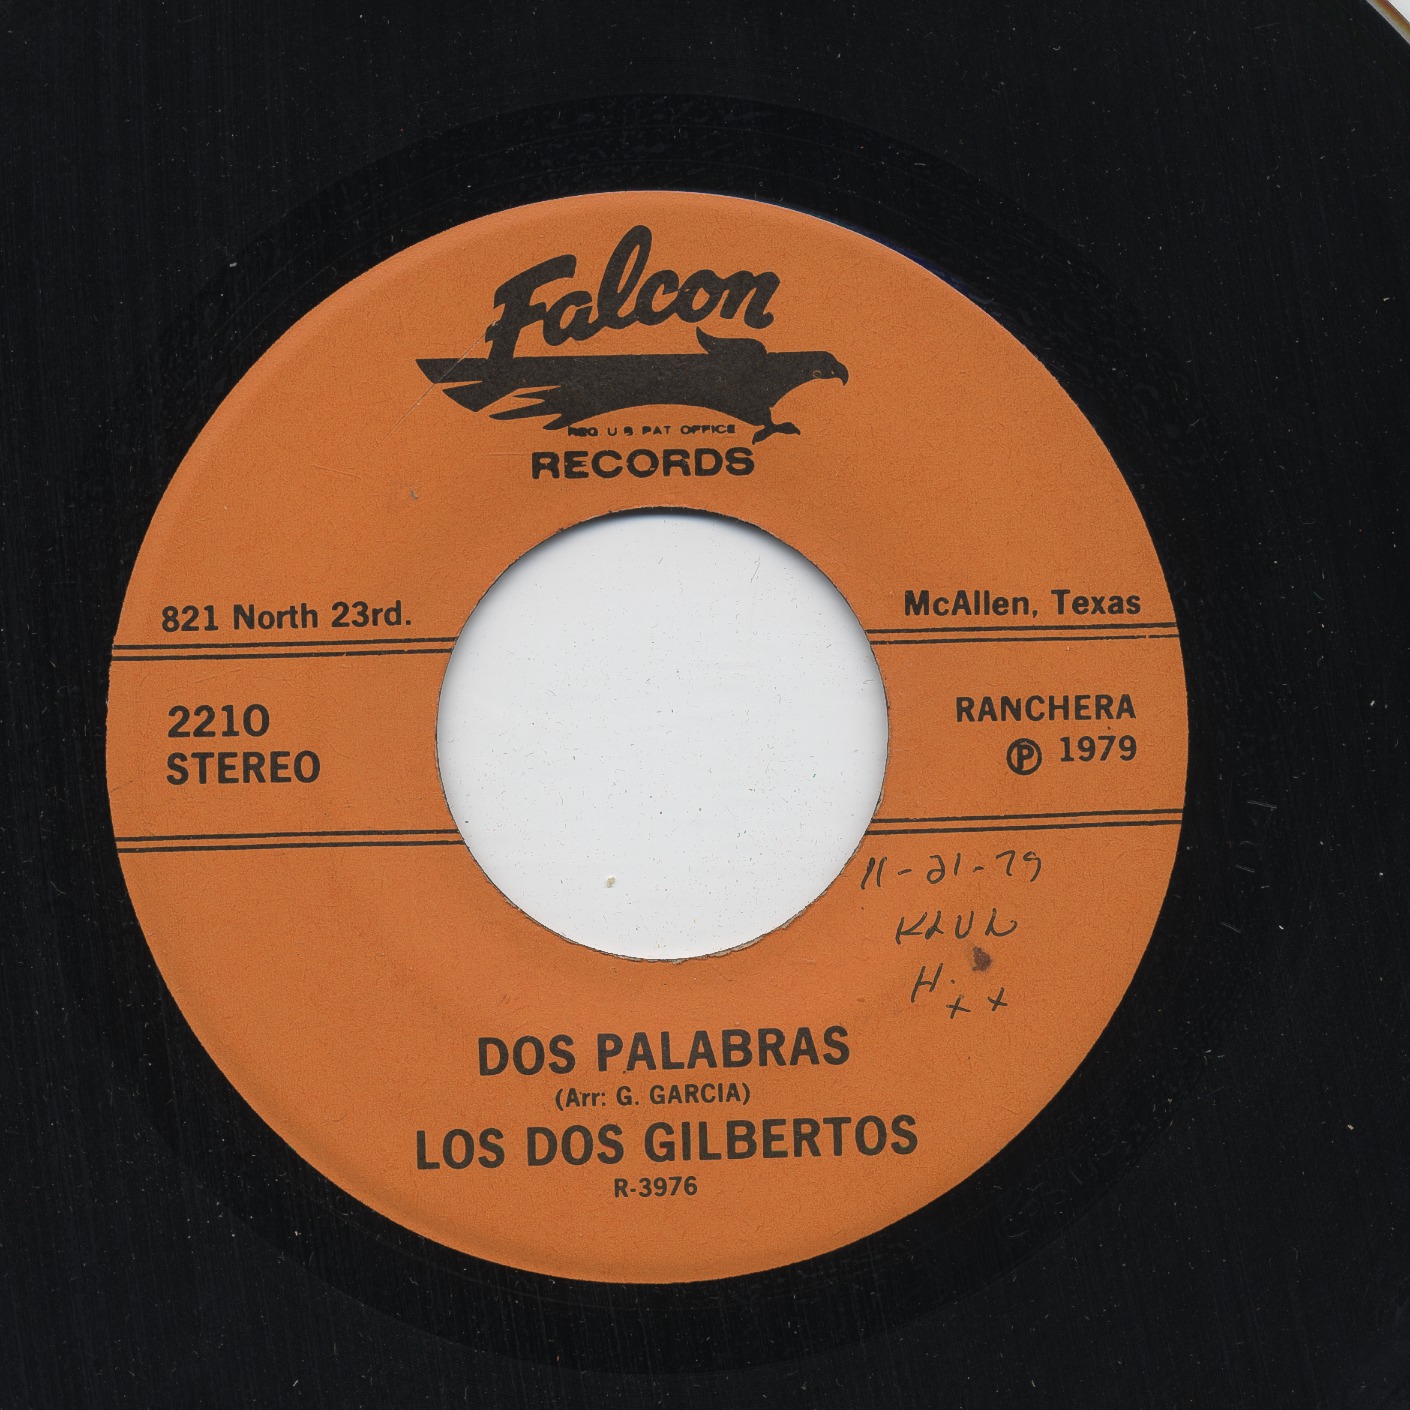 Falcon
REG U S PAT OFFICE
RECORDS
821 North 23rd.
McAllen, Texas
2210
STEREO
RANCHERA
Ⓟ 1979
11-21-79
H.
x x
DOS PALABRAS
(Arr: G. GARCIA)
LOS DOS GILBERTOS
R-3976